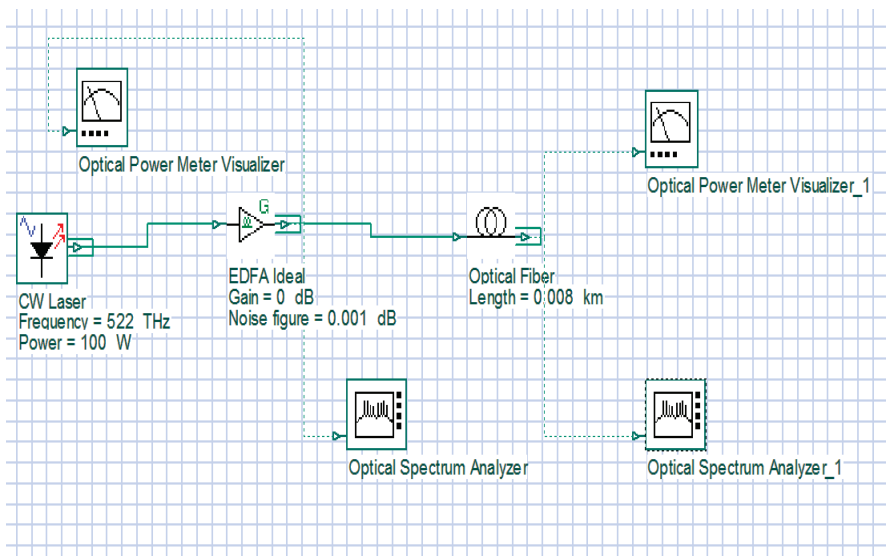 Optical Power Meter Visualizer
Optical Power Meter Visualizer_1
G
EDFA Ideal
Gain = 0 dB
Noise figure = 0.001 dB
Optical Fiber
Length = 0.008 km
CW Laser
Frequency = 522 THz
Power = 100 W
Optical Spectrum Analyzer
Optical Spectrum Analyzer_1